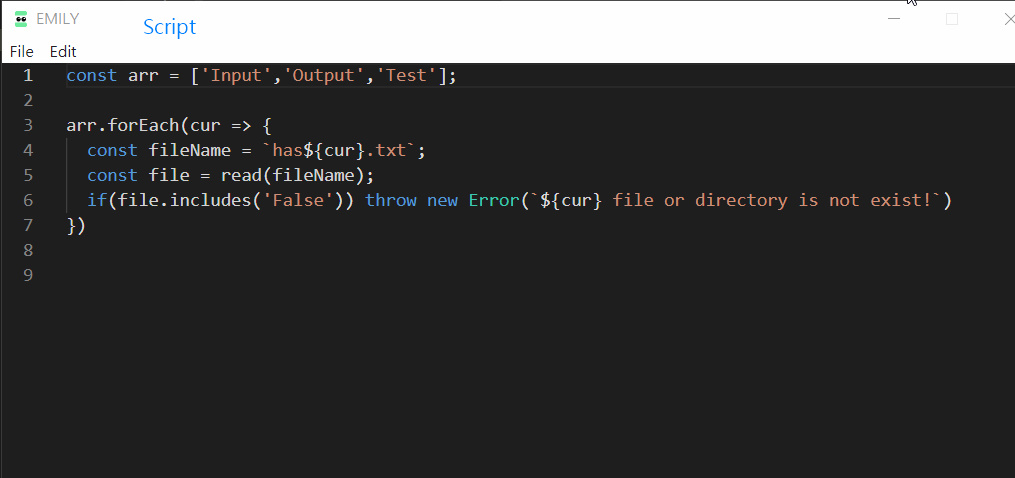 EMILY
Script
File Edit
1 const arr = ['Input','Output','Test'];
2
3 arr.forEach(cur => {
4 const fileName = `has${cur}.txt`;
5 const file = read(fileName);
6 if(file.includes('False')) throw new Error(`${cur} file or directory is not exist!`)
7 })
8
9